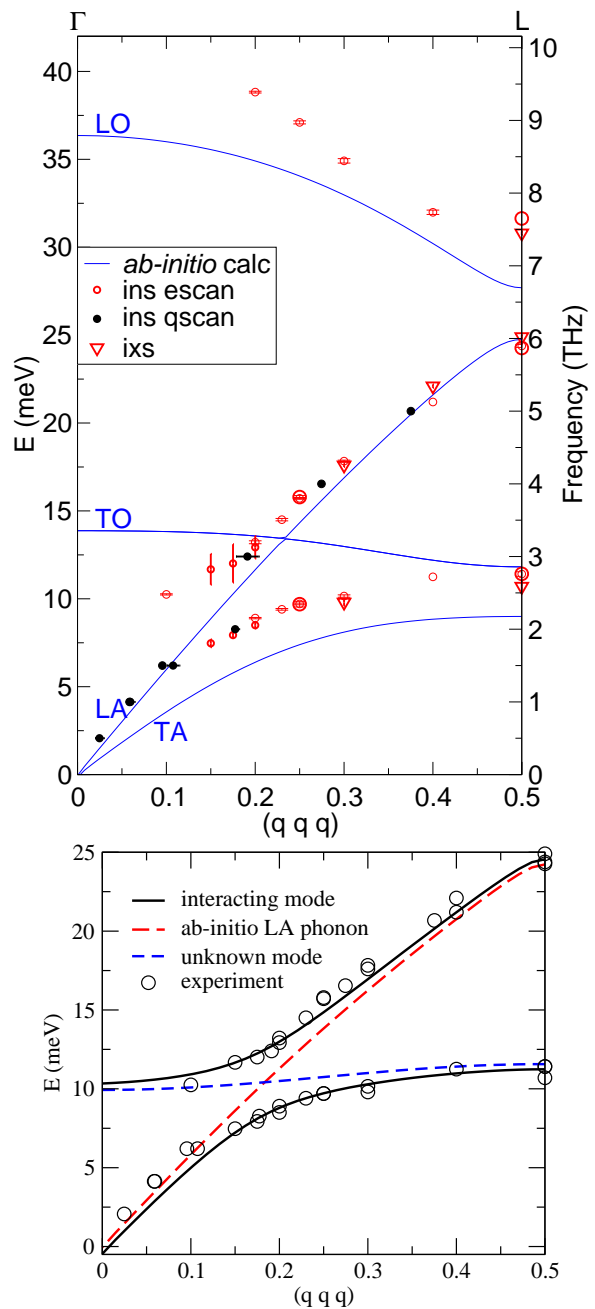 Γ L
40 10
LO 9
35 8
30 7
ab-initio calc
ins escan
ins qscan
ixs
25 6
E (meV) Frequency (THz)
20 5
15 4
TO 3
10 2
5 1
LA TA
0 0
0 0.1 0.2 0.3 0.4 0.5
(q q q)
25
interacting mode
ab-initio LA phonon
unknown mode
experiment
20
15
E (meV)
10
5
0
0 0.1 0.2 0.3 0.4 0.5
(q q q)